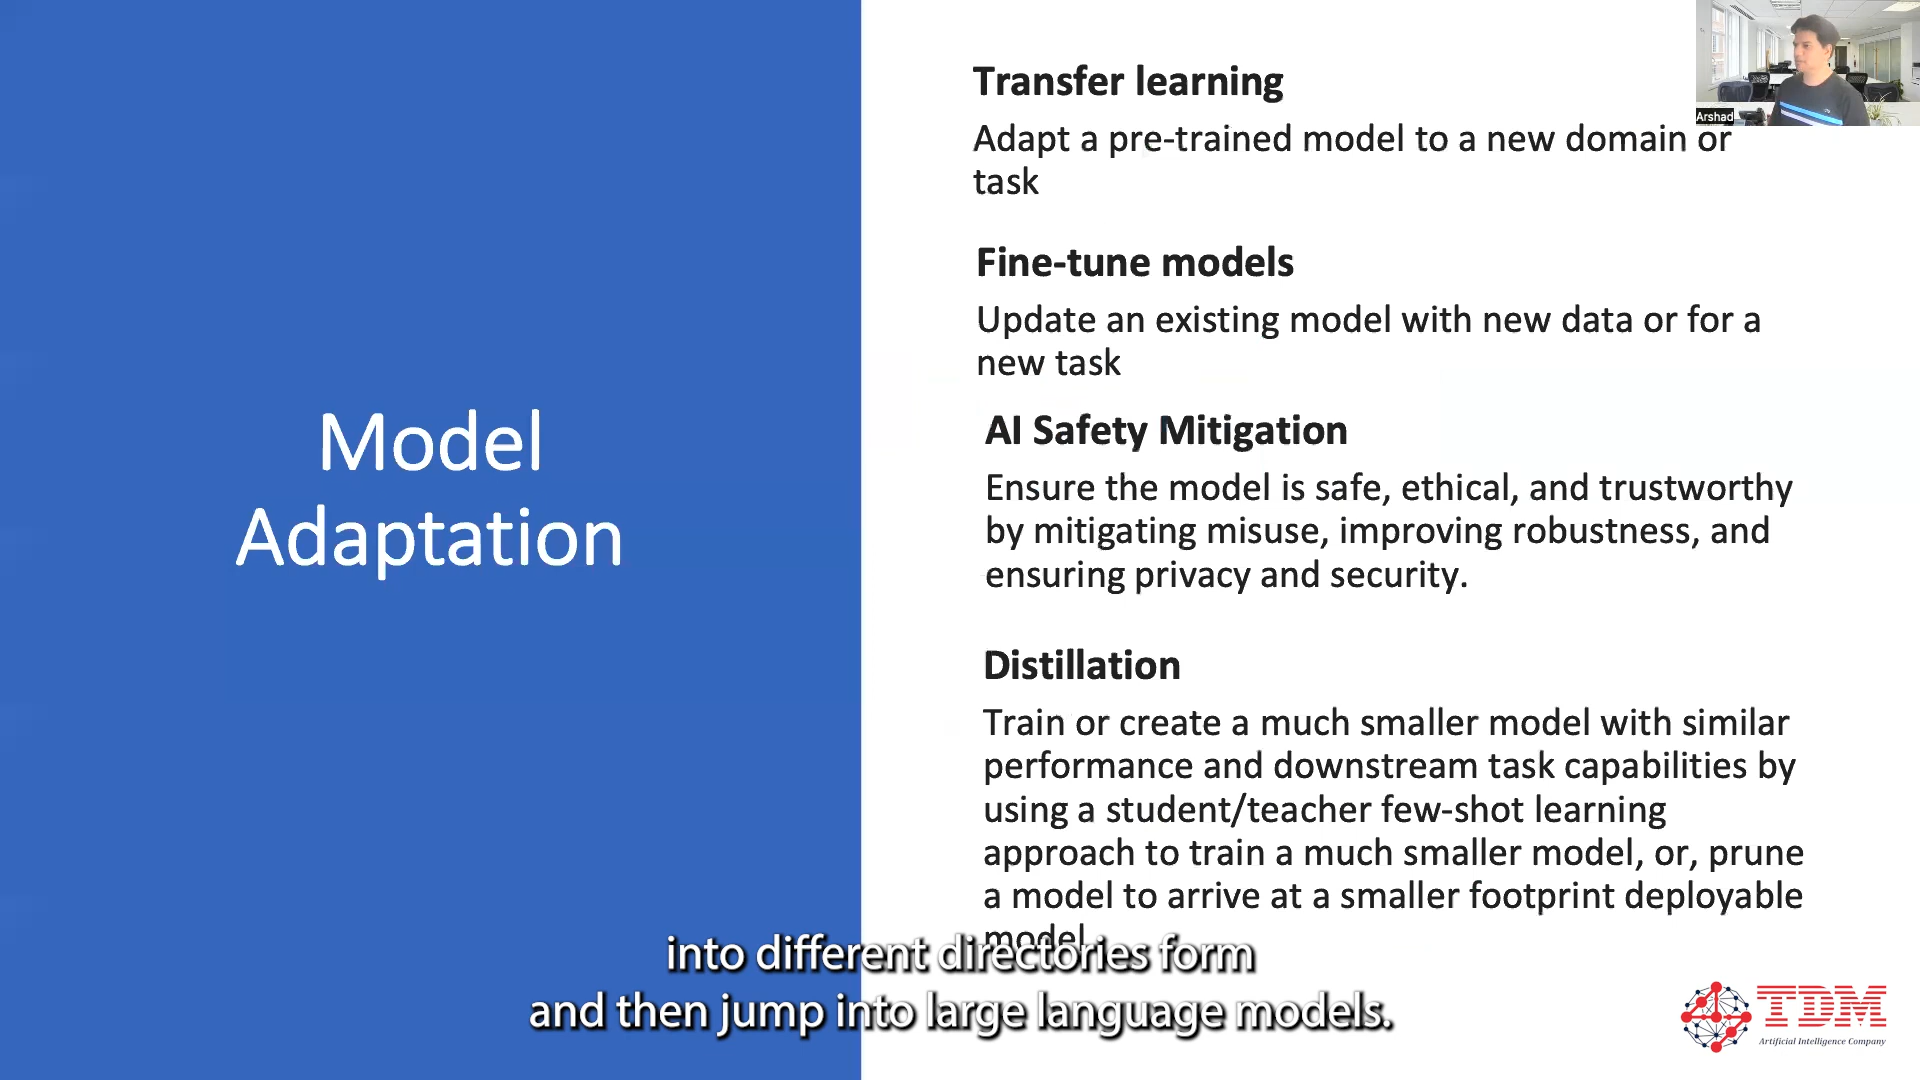 Model
Adaptation
Transfer learning
Adapt a pre-trained model to a new domain or
task
Fine-tune models
Update an existing model with new data or for a
new task
AI Safety Mitigation
Ensure the model is safe, ethical, and trustworthy
by mitigating misuse, improving robustness, and
ensuring privacy and security.
Distillation
Train or create a much smaller model with similar
performance and downstream task capabilities by
using a student/teacher few-shot learning
approach to train a much smaller model, or, prune
a model to arrive at a smaller footprint deployable
model
Arshad
into different directories form
and then jump into large language models.
TDM
Artificial Intelligence Company